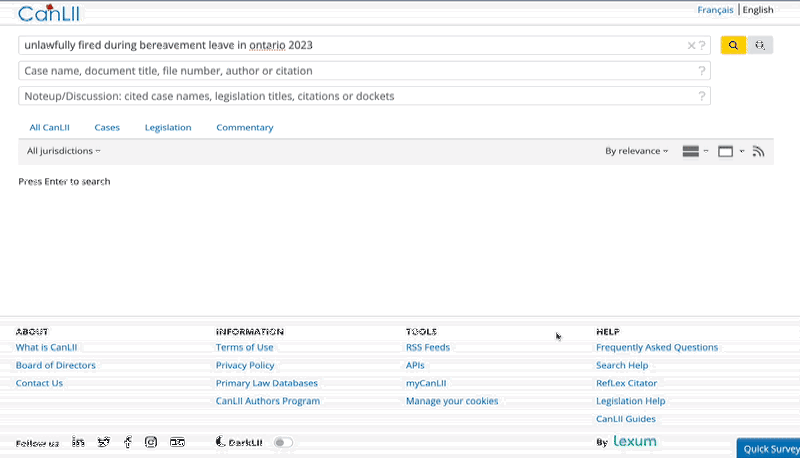 CanLII
Français | English
unlawfully fired during bereavement leave in ontario 2023 × ?
Case name, document title, file number, author or citation ?
Noteup/Discussion: cited case names, legislation titles, citations or dockets ?
All CanLII Cases Legislation Commentary
All jurisdictions By relevance
Press Enter to search
ABOUT INFORMATION TOOLS HELP
What is CanLII Terms of Use RSS Feeds Frequently Asked Questions
Board of Directors Privacy Policy APIs Search Help
Contact Us Primary Law Databases myCanLII RefLex Citator
CanLII Authors Program Manage your cookies Legislation Help
CanLII Guides
Follow us DarkLII By Lexum
Quick Survey